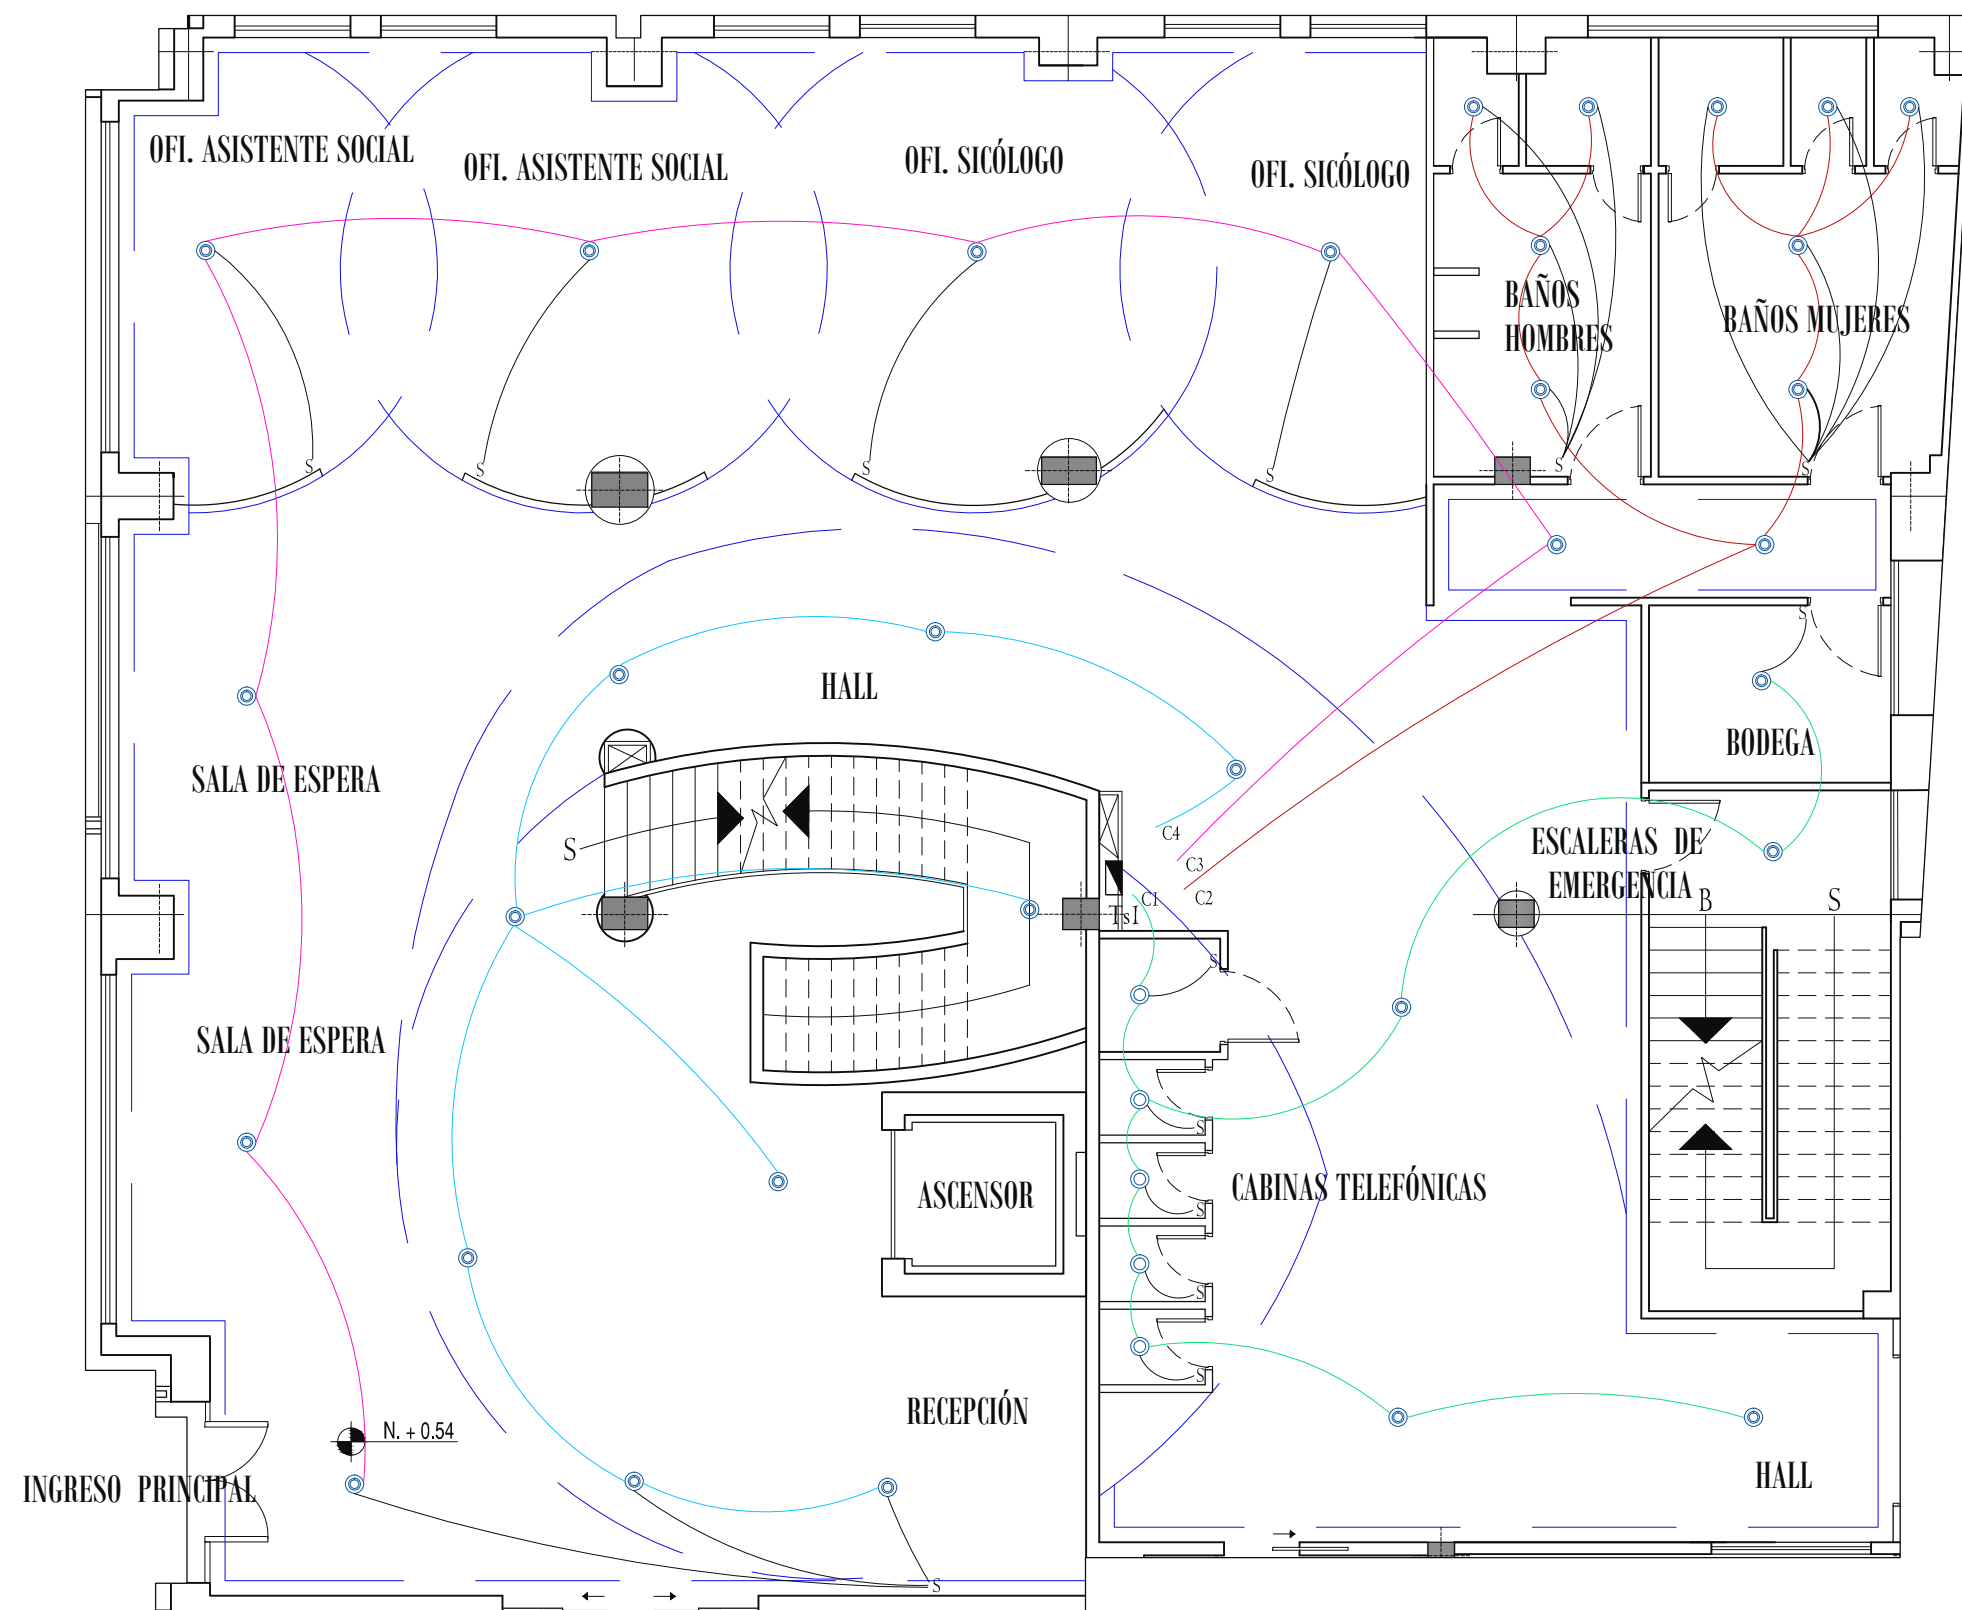 OFI. ASISTENTE SOCIAL
OFI. ASISTENTE SOCIAL
OFI. SICÓLOGO
OFI. SICÓLOGO
BAÑOS
HOMBRES
BAÑOS MUJERES
S
S
S
S
S
S
S
HALL
BODEGA
SALA DE ESPERA
S
C4
C3
C2
C1
Ts1
ESCALERAS DE
EMERGENCIA
B
S
S
SALA DE ESPERA
S
CABINAS TELEFÓNICAS
ASCENSOR
S
S
S
RECEPCIÓN
N. + 0.54
INGRESO PRINCIPAL
HALL
S